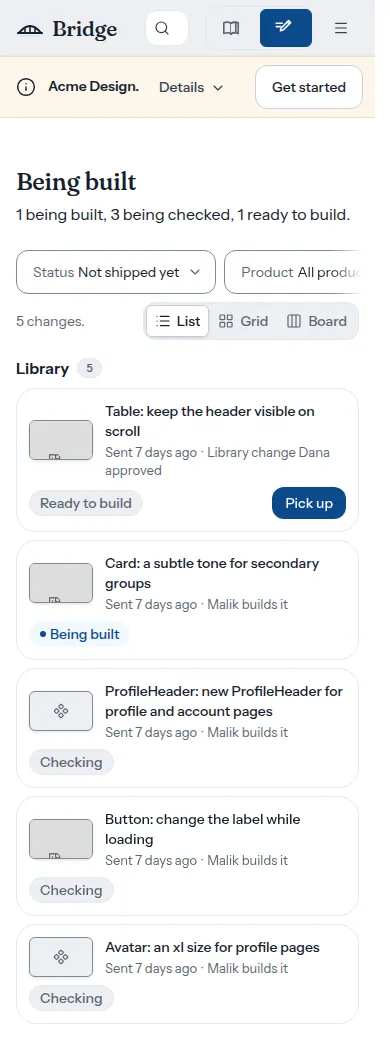 Bridge
Acme Design. Details Get started
Being built
1 being built, 3 being checked, 1 ready to build.
Status Not shipped yet Product All produc
5 changes. List Grid Board
Library 5
Table: keep the header visible on
scroll
Sent 7 days ago · Library change Dana
approved
Ready to build Pick up
Card: a subtle tone for secondary
groups
Sent 7 days ago · Malik builds it
Being built
ProfileHeader: new ProfileHeader for
profile and account pages
Sent 7 days ago · Malik builds it
Checking
Button: change the label while
loading
Sent 7 days ago · Malik builds it
Checking
Avatar: an xl size for profile pages
Sent 7 days ago · Malik builds it
Checking